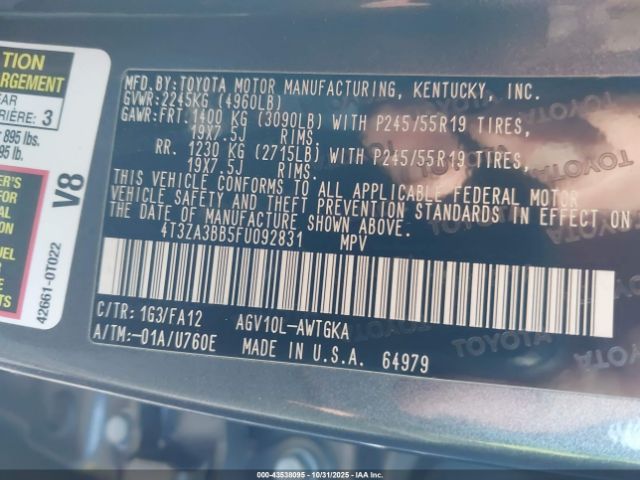 TION
ARGEMENT
EAR
RRIÈRE: 3
895 lbs.
95 lb.
V8
42661-0T022
MFD. BY:TOYOTA MOTOR MANUFACTURING, KENTUCKY, INC.
GVWR:2245KG (4960LB)
GAWR:FRT.1400 KG (3090LB) WITH P245/55R19 TIRES,
19X7.5J RIMS.
RR. 1230 KG (2715LB) WITH P245/55R19 TIRES,
19X7.5J RIMS.
THIS VEHICLE CONFORMS TO ALL APPLICABLE FEDERAL MOTOR
VEHICLE SAFETY AND THEFT PREVENTION STANDARDS IN EFFECT ON
THE DATE OF MANUFACTURE SHOWN ABOVE.
4T3ZA3BB5FU092831 MPV
C/TR: 1G3/FA12 AGV10L-AWTGKA
A/TM:-01A/U760E MADE IN U.S.A. 64979
TOYOTA
000-43538095 - 10/31/2025 - IAA Inc.